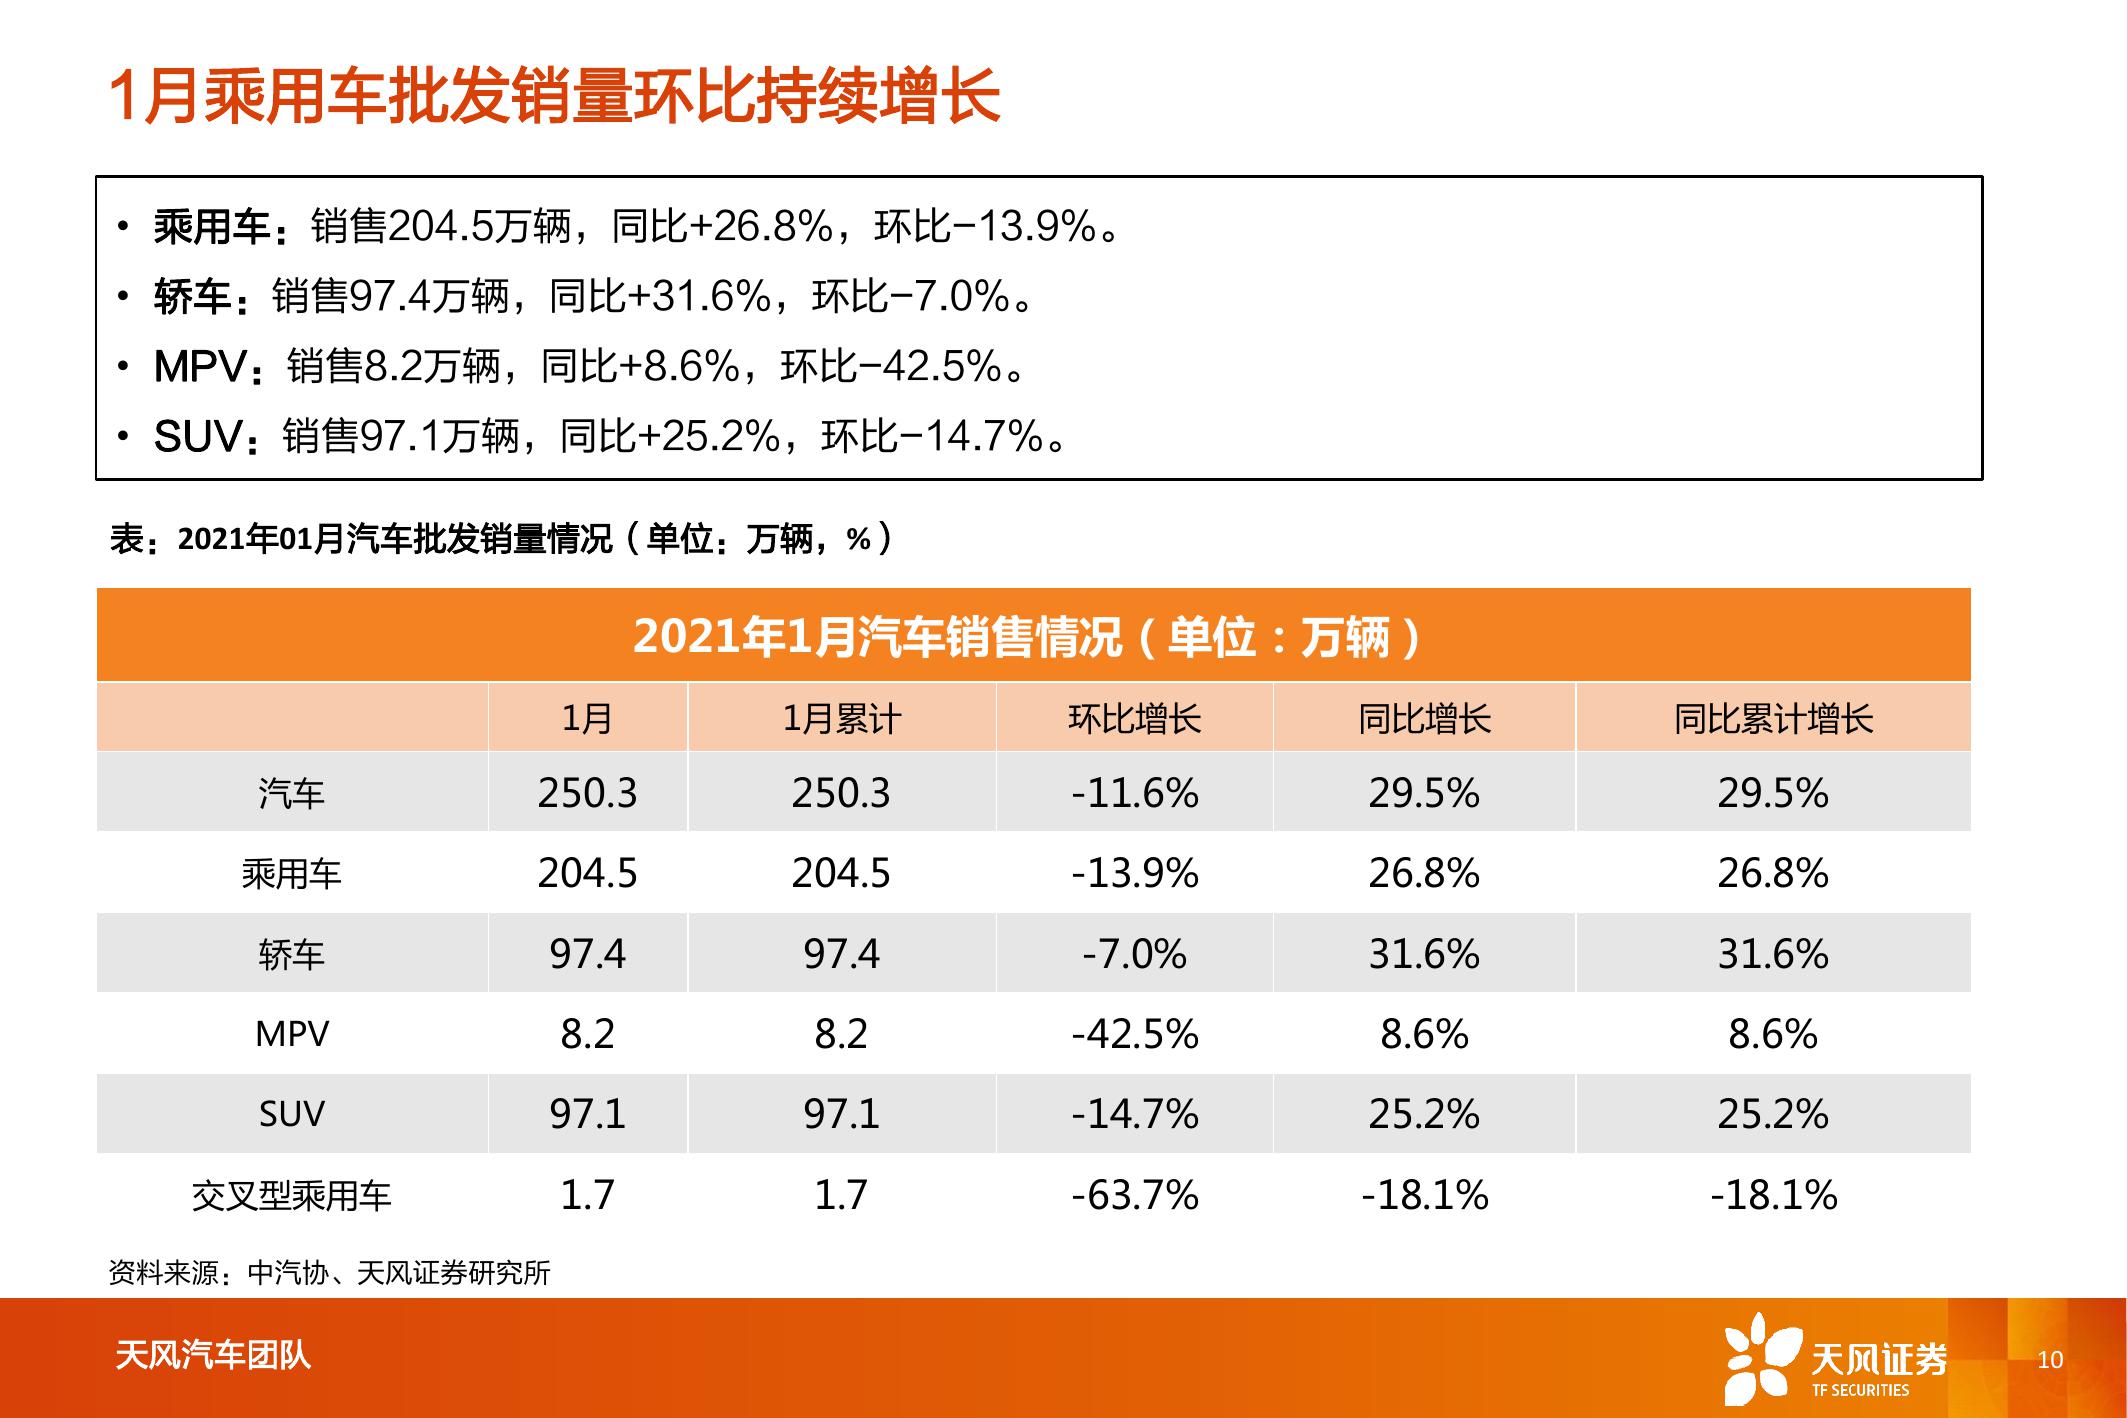 1月乘用车批发销量环比持续增长
• 乘用车：销售204.5万辆，同比+26.8%，环比-13.9%。
• 轿车：销售97.4万辆，同比+31.6%，环比-7.0%。
• MPV：销售8.2万辆，同比+8.6%，环比-42.5%。
• SUV：销售97.1万辆，同比+25.2%，环比-14.7%。
表：2021年01月汽车批发销量情况（单位：万辆，%）
2021年1月汽车销售情况（单位：万辆）
1月 1月累计 环比增长 同比增长 同比累计增长
汽车 250.3 250.3 -11.6% 29.5% 29.5%
乘用车 204.5 204.5 -13.9% 26.8% 26.8%
轿车 97.4 97.4 -7.0% 31.6% 31.6%
MPV 8.2 8.2 -42.5% 8.6% 8.6%
SUV 97.1 97.1 -14.7% 25.2% 25.2%
交叉型乘用车 1.7 1.7 -63.7% -18.1% -18.1%
资料来源：中汽协、天风证券研究所
天风汽车团队
天风证券
TF SECURITIES
10